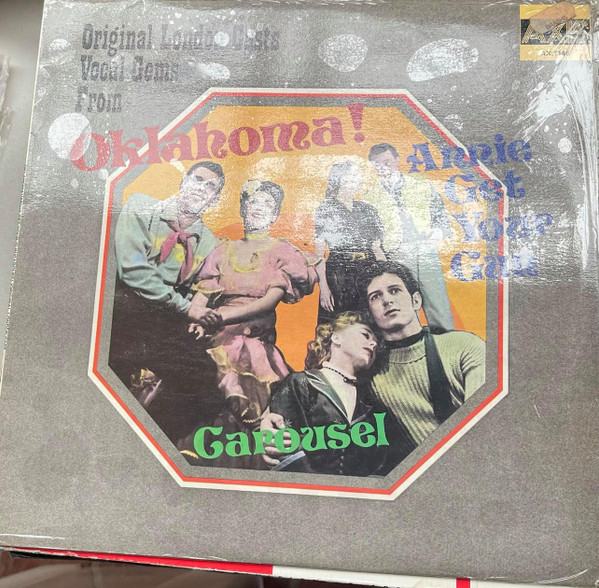 Original London Casts
Vocal Gems
From
Oklahoma!
Annie
Get
Your
Gun
Carousel